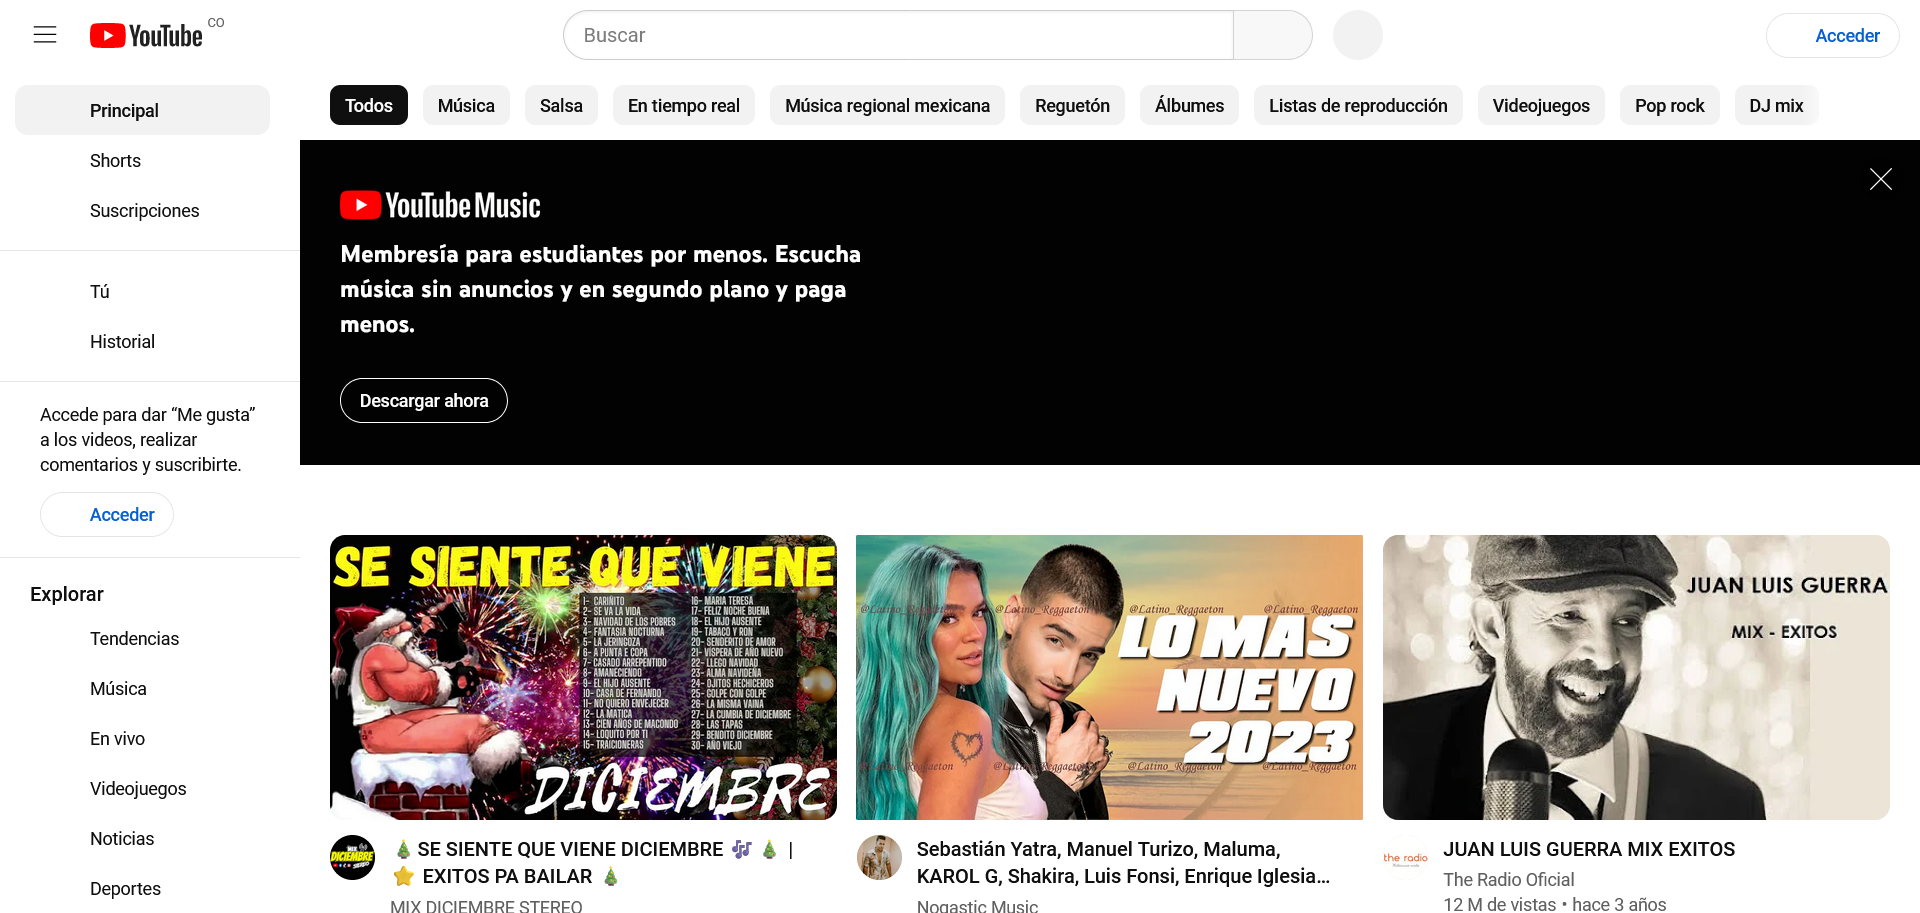 YouTube CO
Buscar
Acceder
Principal
Shorts
Suscripciones
Tú
Historial
Accede para dar “Me gusta”
a los videos, realizar
comentarios y suscribirte.
Acceder
Explorar
Tendencias
Música
En vivo
Videojuegos
Noticias
Deportes
Todos
Música
Salsa
En tiempo real
Música regional mexicana
Reguetón
Álbumes
Listas de reproducción
Videojuegos
Pop rock
DJ mix
YouTube Music
Membresía para estudiantes por menos. Escucha
música sin anuncios y en segundo plano y paga
menos.
Descargar ahora
SE SIENTE QUE VIENE
1- CARIÑITO
2- SE VA LA VIDA
3- NAVIDAD DE LOS POBRES
4- FANTASIA NOCTURNA
5- LA JERINGOZA
6- A PUNTA E COPA
7- CASADO ARREPENTIDO
8- AMANECIENDO
9- EL HIJO AUSENTE
10- CASA DE FERNANDO
11- NO QUIERO ENVEJECER
12- LA MATICA
13- CIEN AÑOS DE MACONDO
14- LOQUITO POR TI
15- TRAICIONERAS
16- MARIA TERESA
17- FELIZ NOCHE BUENA
18- EL HIJO AUSENTE
19- TABACO Y RON
20- SENDERITO DE AMOR
21- VISPERA DE AÑO NUEVO
22- LLEGO NAVIDAD
23- ALMA NAVIDEÑA
24- OJITOS HECHICEROS
25- GOLPE CON GOLPE
26- LA MISMA VAINA
27- LA CUMBIA DE DICIEMBRE
28- LAS TAPAS
29- BENDITO DICIEMBRE
30- AÑO VIEJO
DICIEMBRE
@Latino_Reggaeton @Latino_Reggaeton @Latino_Reggaeton @Latino_Reggaeton
LO MAS
NUEVO
2023
@Latino_Reggaeton @Latino_Reggaeton @Latino_Reggaeton @Latino_Reggaeton
JUAN LUIS GUERRA
MIX - EXITOS
MIX
DICIEMBRE
STEREO
🎄SE SIENTE QUE VIENE DICIEMBRE 🎶 🎄 |
⭐ EXITOS PA BAILAR 🎄
MIX DICIEMBRE STEREO
Sebastián Yatra, Manuel Turizo, Maluma,
KAROL G, Shakira, Luis Fonsi, Enrique Iglesia...
Nogastic Music
the radio
JUAN LUIS GUERRA MIX EXITOS
The Radio Oficial
12 M de vistas • hace 3 años